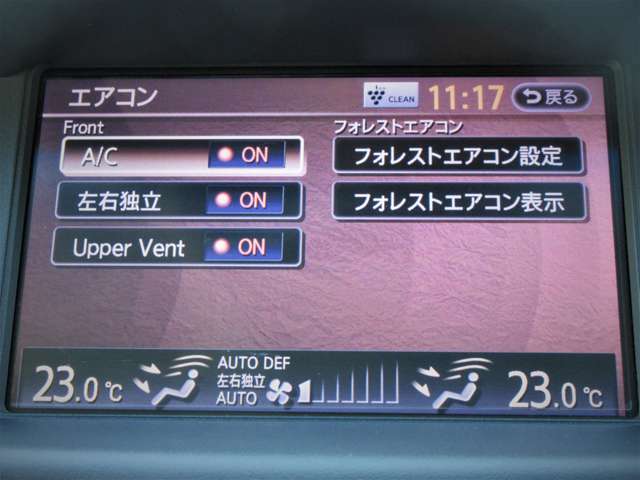 エアコン
CLEAN 11:17 戻る
Front
フォレストエアコン
A/C ON
フォレストエアコン設定
左右独立 ON
フォレストエアコン表示
Upper Vent ON
AUTO DEF
左右独立
AUTO
23.0℃
23.0℃